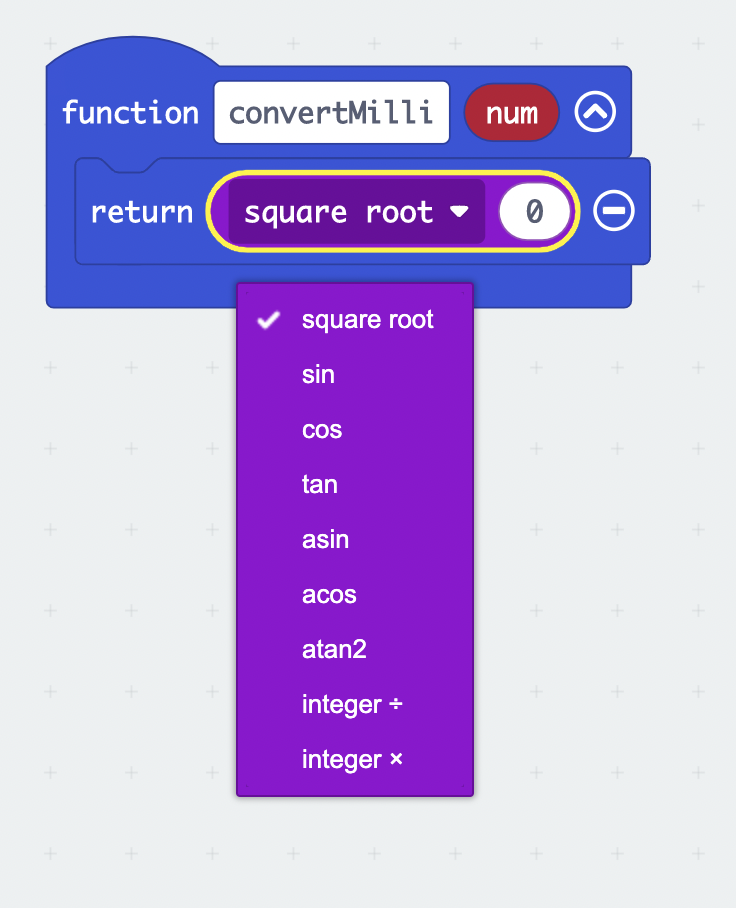 function convertMilli num
return square root 0
square root
sin
cos
tan
asin
acos
atan2
integer ÷
integer ×